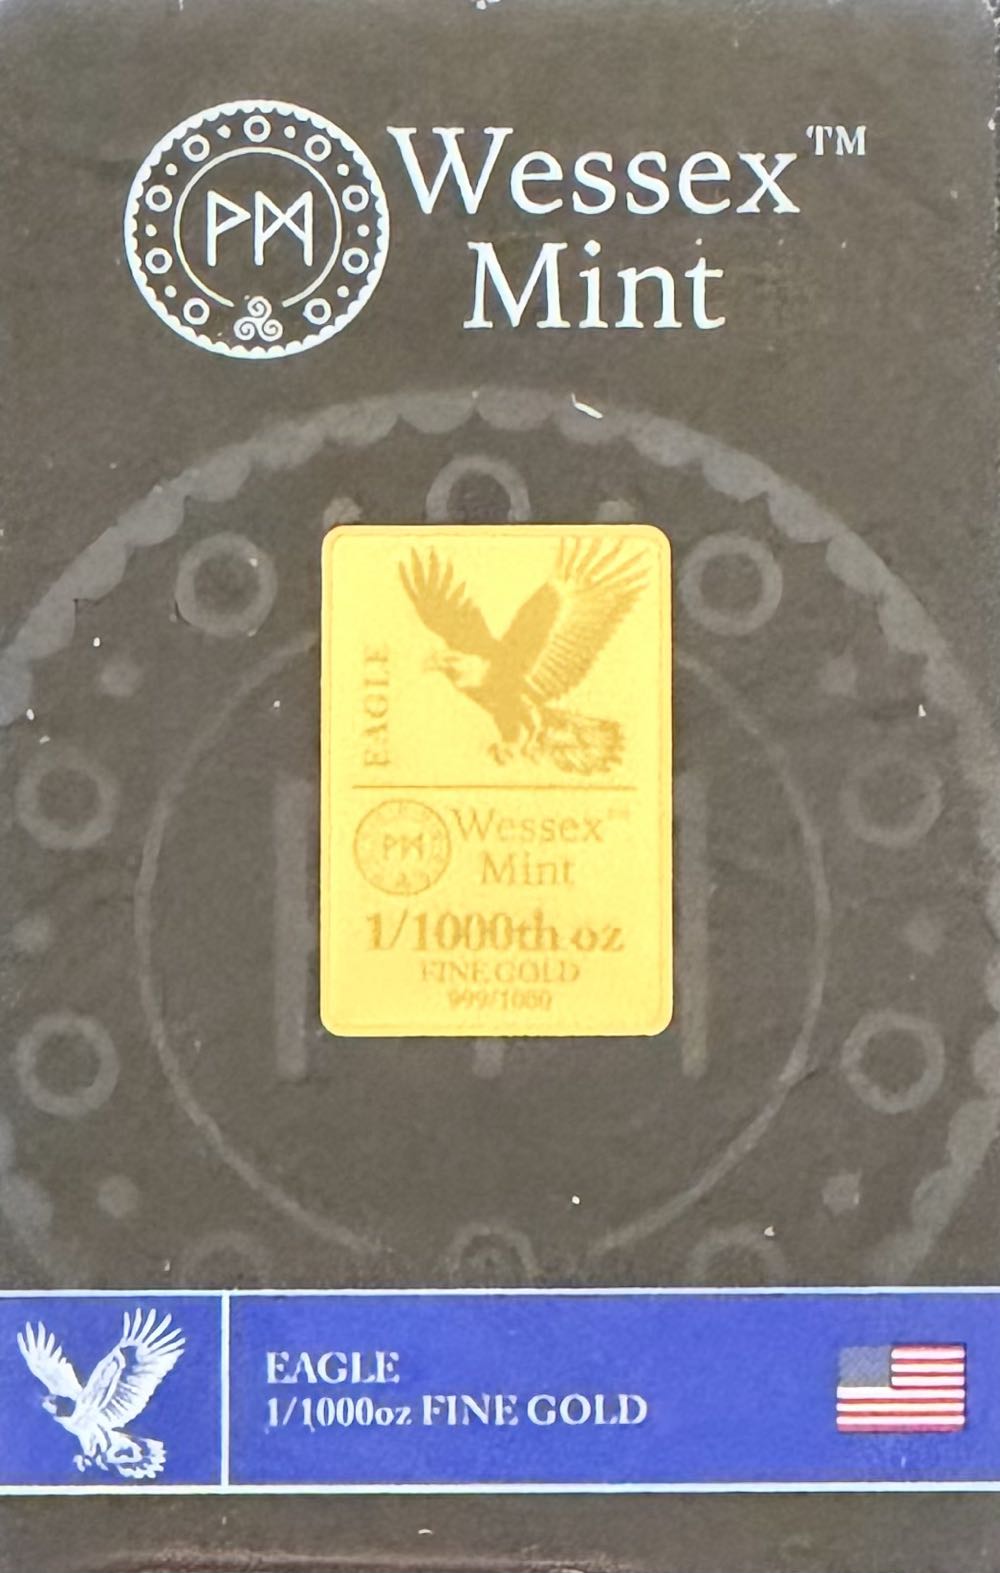 Wessex™
Mint
EAGLE
Wessex™
Mint
1/1000th oz
FINE GOLD
999/1000
EAGLE
1/1000oz FINE GOLD